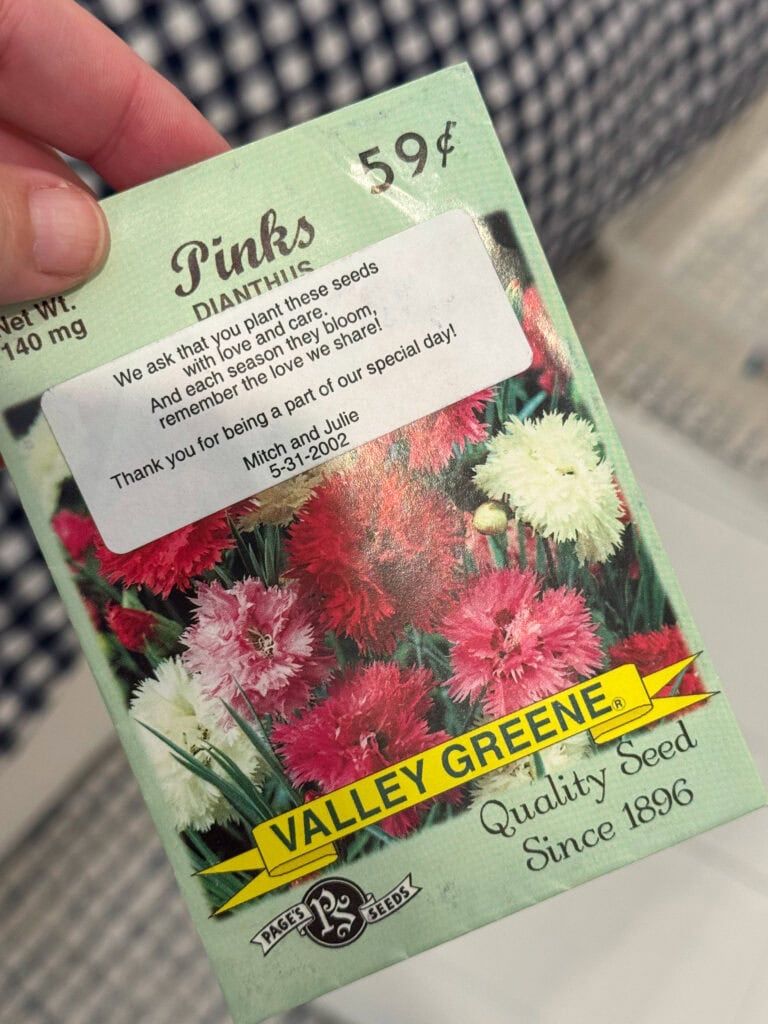 59¢
Pinks
DIANTHUS
Net Wt.
140 mg
We ask that you plant these seeds
with love and care.
And each season they bloom,
remember the love we share!
Thank you for being a part of our special day!
Mitch and Julie
5-31-2002
VALLEY GREENE®
Quality Seed
Since 1896
PAGE'S PS SEEDS